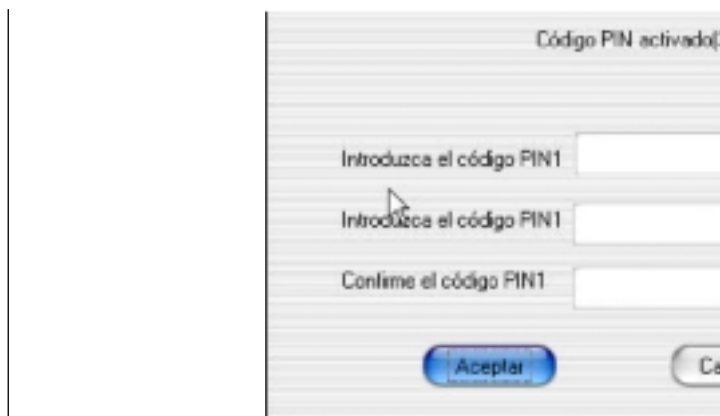 Código PIN activado(
Introduzca el código PIN1
Introduzca el código PIN1
Confirme el código PIN1
Aceptar